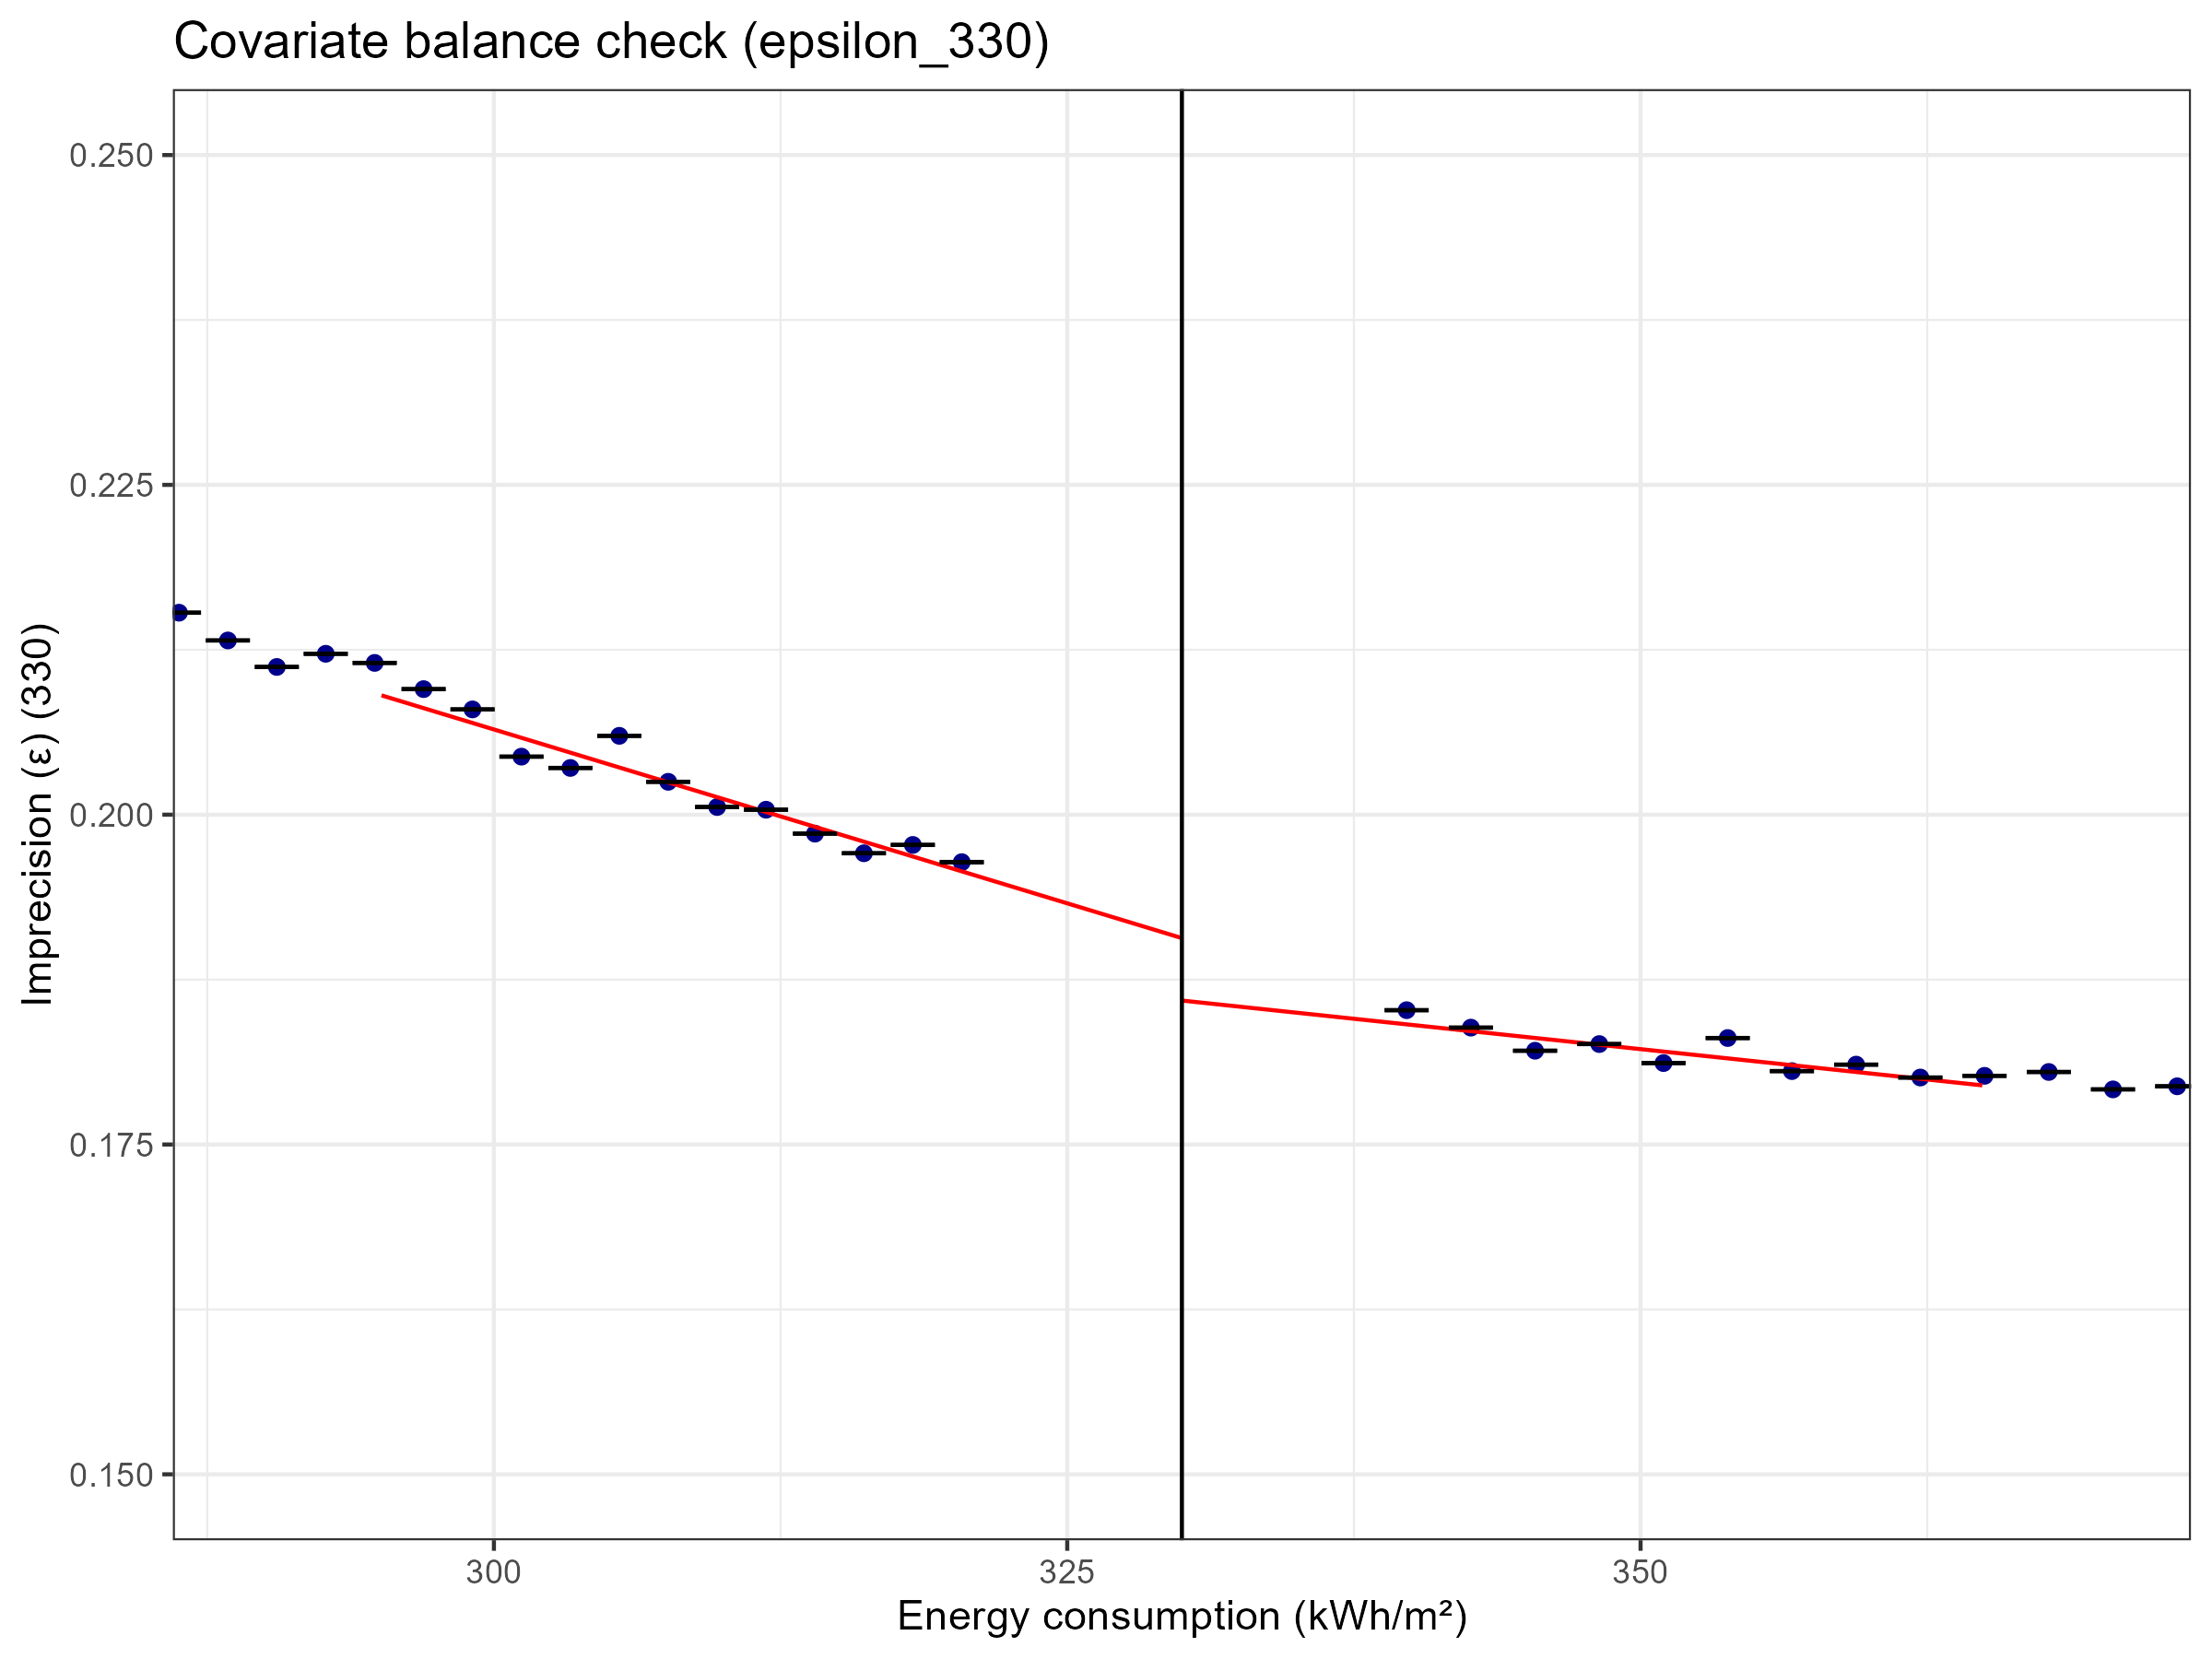 Covariate balance check (epsilon_330)
Imprecision (ε) (330)
0.250
0.225
0.200
0.175
0.150
300
325
350
Energy consumption (kWh/m²)